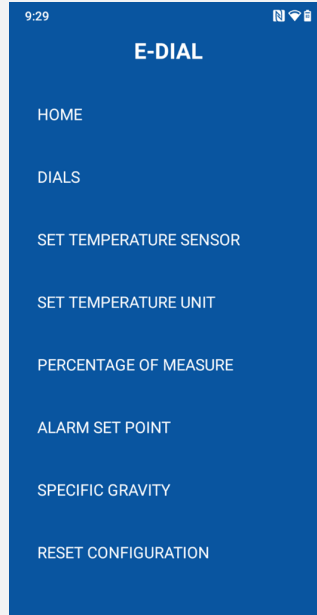 9:29
E-DIAL
HOME
DIALS
SET TEMPERATURE SENSOR
SET TEMPERATURE UNIT
PERCENTAGE OF MEASURE
ALARM SET POINT
SPECIFIC GRAVITY
RESET CONFIGURATION